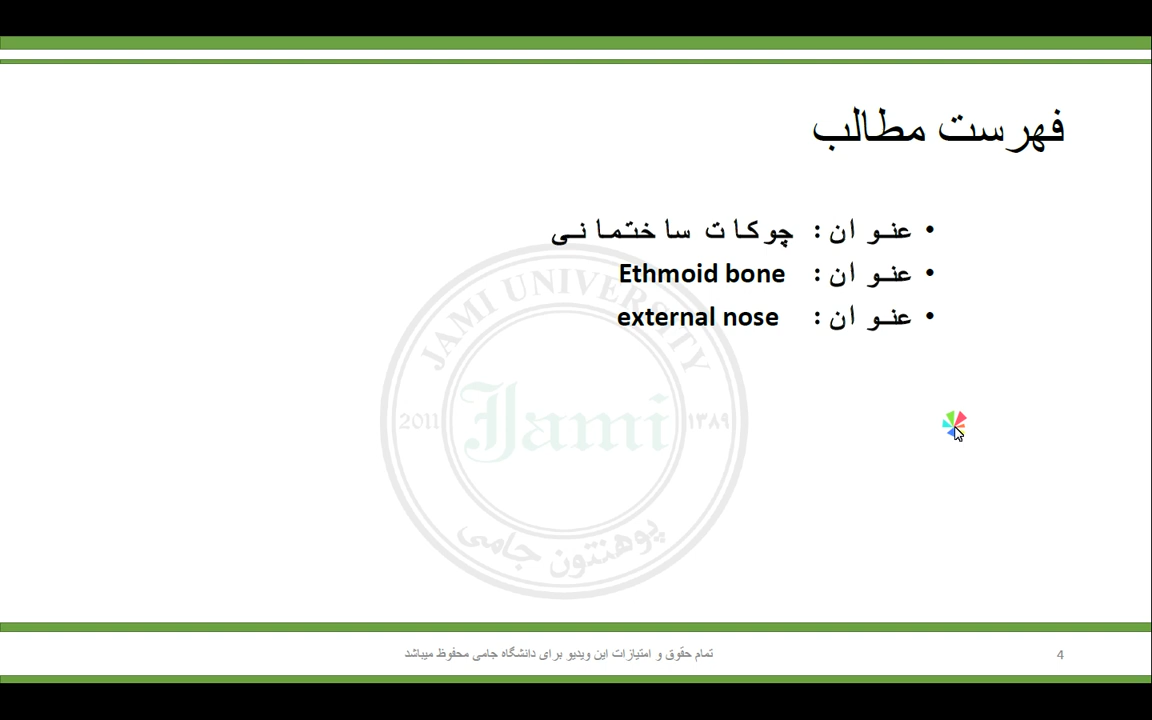 فهرست مطالب
• عنوان: چوکات ساختمانی
• عنوان: Ethmoid bone
• عنوان: external nose
JAMI UNIVERSITY
2011
Jami
۱۳۸۹
پوهنتون جامی
تمام حقوق و امتیازات این ویدیو برای دانشگاه جامی محفوظ میباشد
4